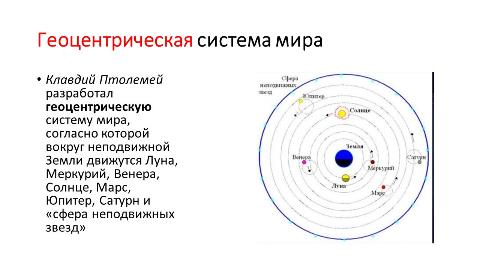 Геоцентрическая система мира
• Клавдий Птолемей
разработал
геоцентрическую
систему мира,
согласно которой
вокруг неподвижной
Земли движутся Луна,
Меркурий, Венера,
Солнце, Марс,
Юпитер, Сатурн и
«сфера неподвижных
звезд»
Сфера
неподвижных
звезд
Юпитер
Солнце
Земля
Венера
Меркурий
Сатурн
Луна
Марс